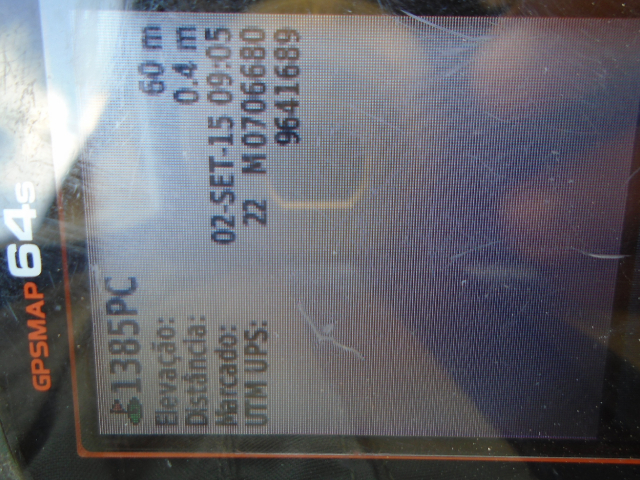 GPSMAP 64s
1385PC
Elevação: 60 m
Distância: 0.4 m
Marcado: 02-SET-15 09:05
UTM UPS: 22 M 0706680
9641689